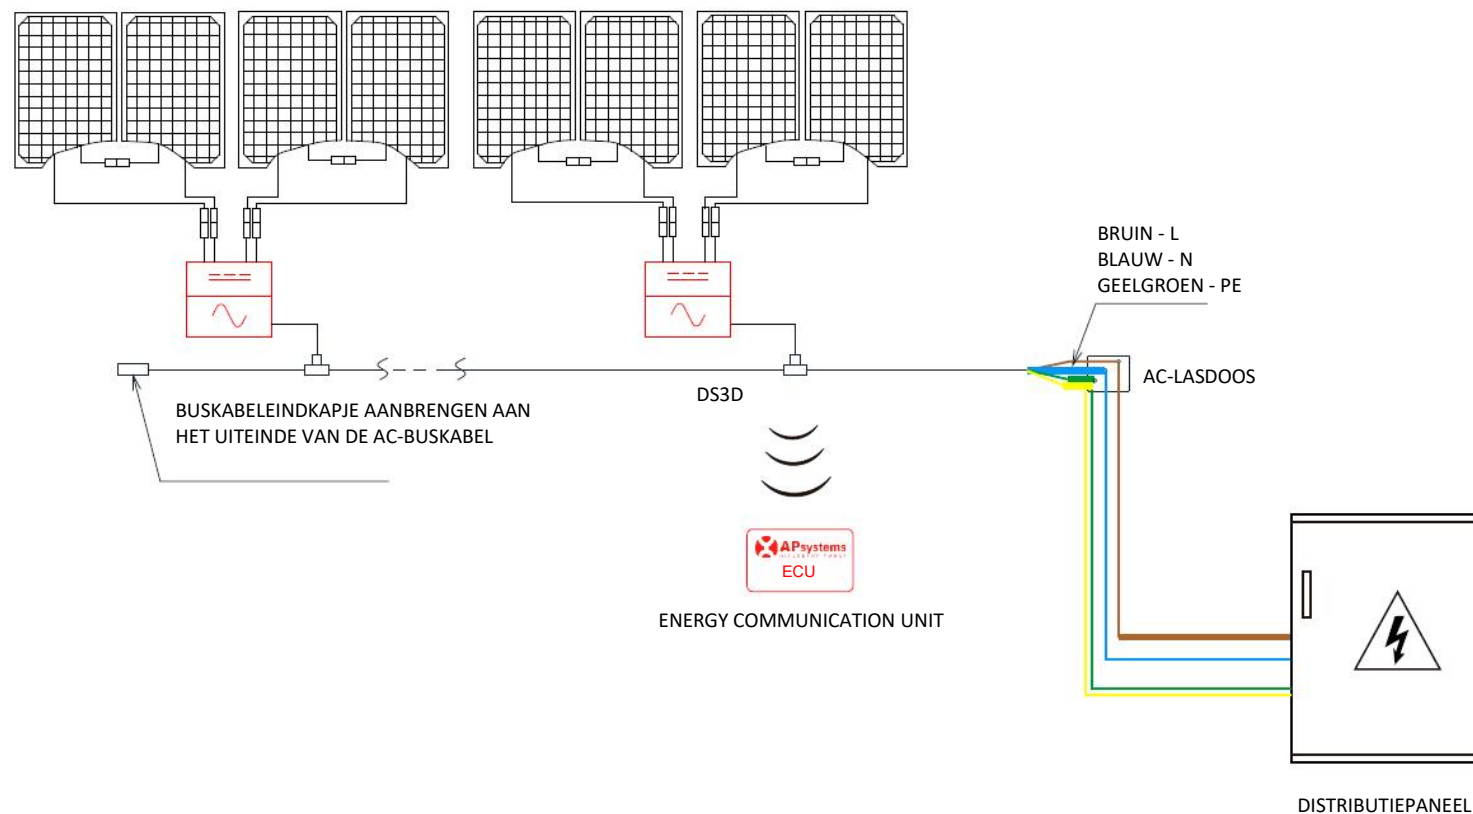 BRUIN - L
BLAUW - N
GEELGROEN - PE
AC-LASDOOS
DS3D
BUSKABELEINDKAPJE AANBRENGEN AAN
HET UITEINDE VAN DE AC-BUSKABEL
APsystems
ECU
ENERGY COMMUNICATION UNIT
DISTRIBUTIEPANEEL